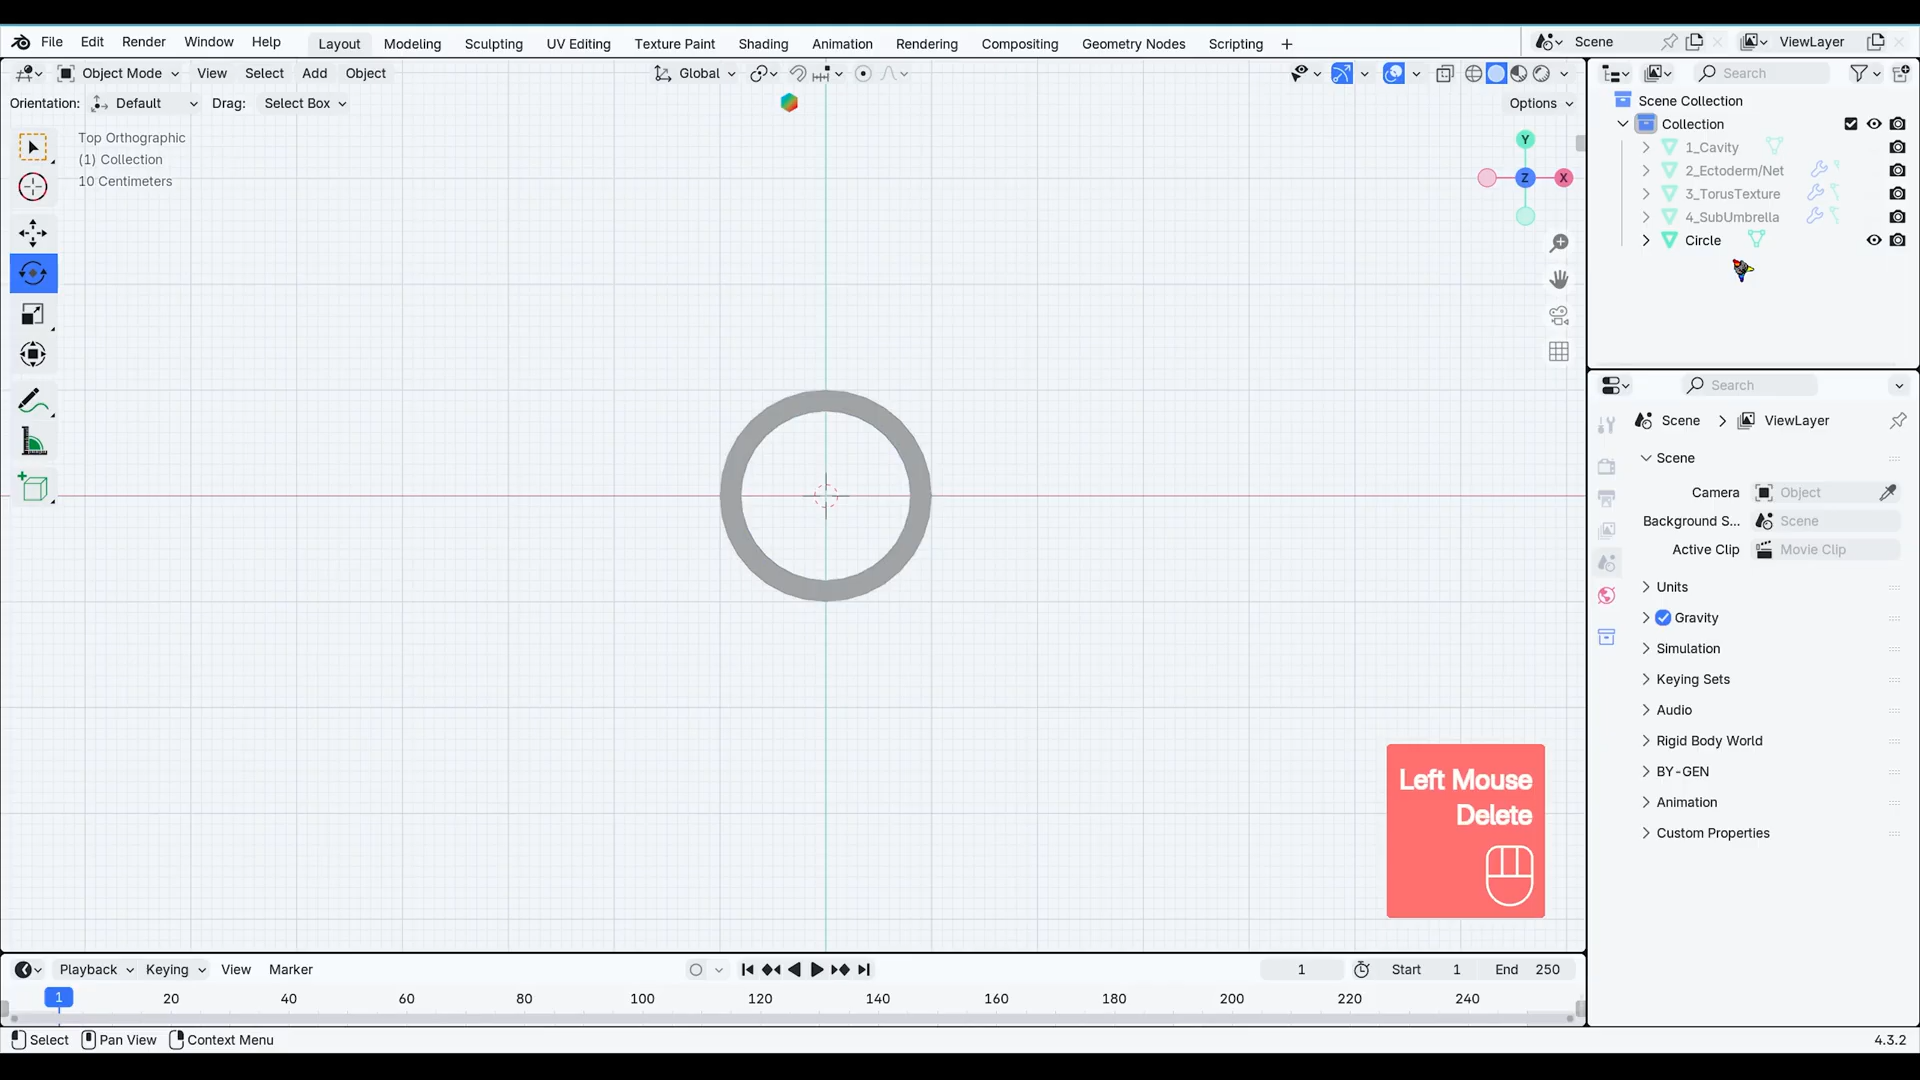 File Edit Render Window Help Layout Modeling Sculpting UV Editing Texture Paint Shading Animation Rendering Compositing Geometry Nodes Scripting + Scene ViewLayer
Object Mode View Select Add Object Global Search
Orientation: Default Drag: Select Box Options
Scene Collection
Collection
1_Cavity
2_Ectoderm/Net
3_TorusTexture
4_SubUmbrella
Circle
Top Orthographic
(1) Collection
10 Centimeters
Y
Z
X
Search
Scene ViewLayer
Scene
Camera Object
Background S... Scene
Active Clip Movie Clip
Units
Gravity
Simulation
Keying Sets
Audio
Rigid Body World
BY-GEN
Animation
Custom Properties
Left Mouse
Delete
Playback Keying View Marker 1 Start 1 End 250
1 20 40 60 80 100 120 140 160 180 200 220 240
Select Pan View Context Menu 4.3.2